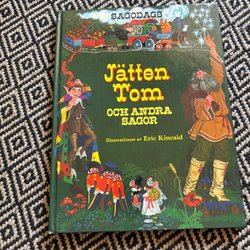 SAGODAGS
Jätten
Tom
OCH ANDRA
SAGOR
Illustrationer av Eric Kincaid